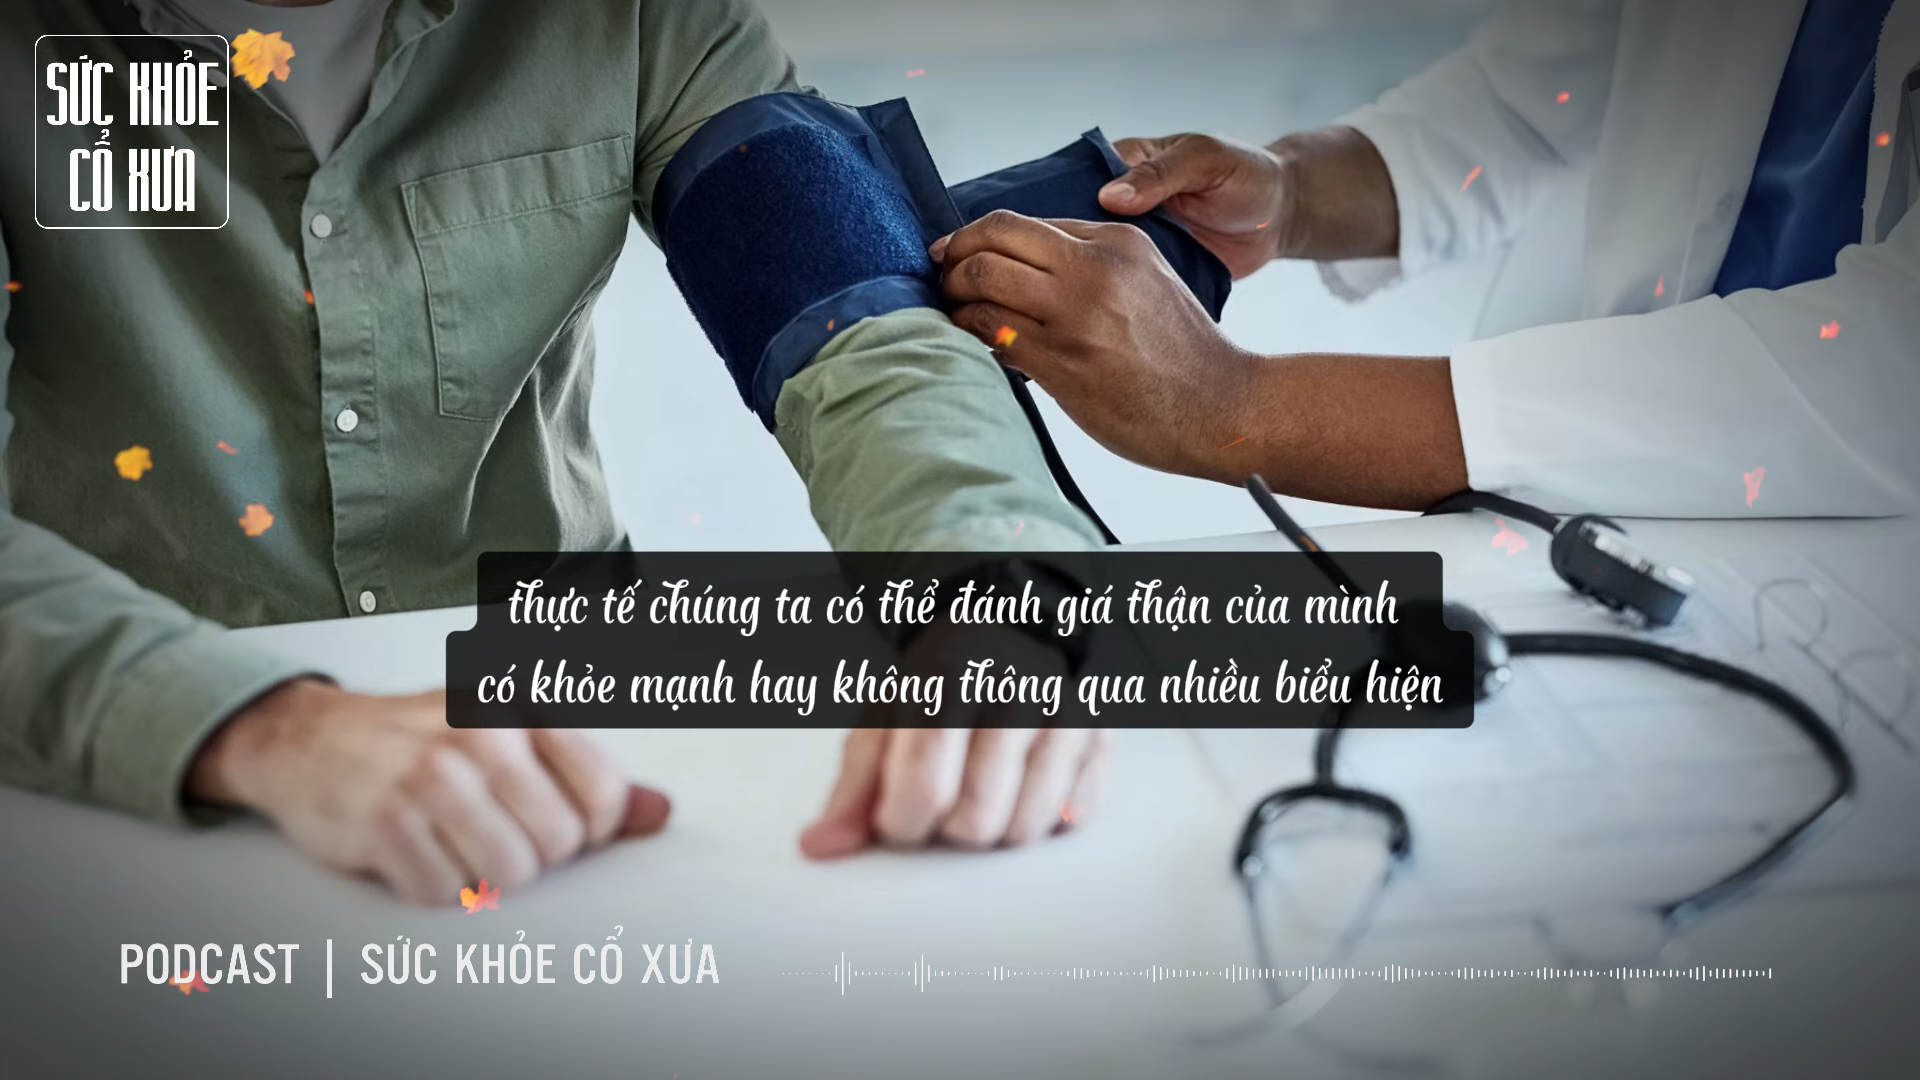 SỨC KHỎE
CỔ XƯA
thực tế chúng ta có thể đánh giá thận của mình
có khỏe mạnh hay không thông qua nhiều biểu hiện
PODCAST | SỨC KHỎE CỔ XƯA